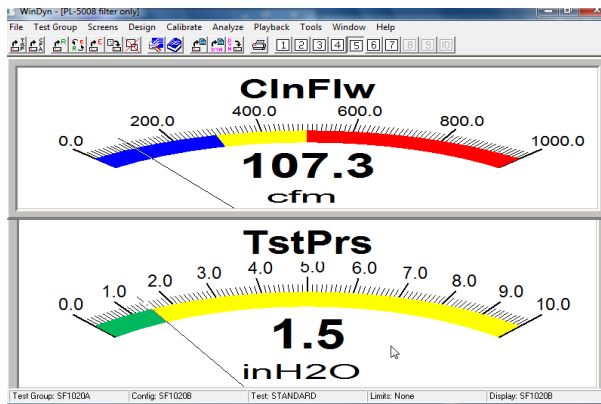 WinDyn - [PL-5008 filter only]
File Test Group Screens Design Calibrate Analyze Playback Tools Window Help
1 2 3 4 5 6 7 8 9 10
ClnFlw
0.0 200.0 400.0 600.0 800.0 1000.0
107.3
cfm
TstPrs
0.0 1.0 2.0 3.0 4.0 5.0 6.0 7.0 8.0 9.0 10.0
1.5
inH2O
Test Group: SF1020A Config: SF1020B Test: STANDARD Limits: None Display: SF1020B